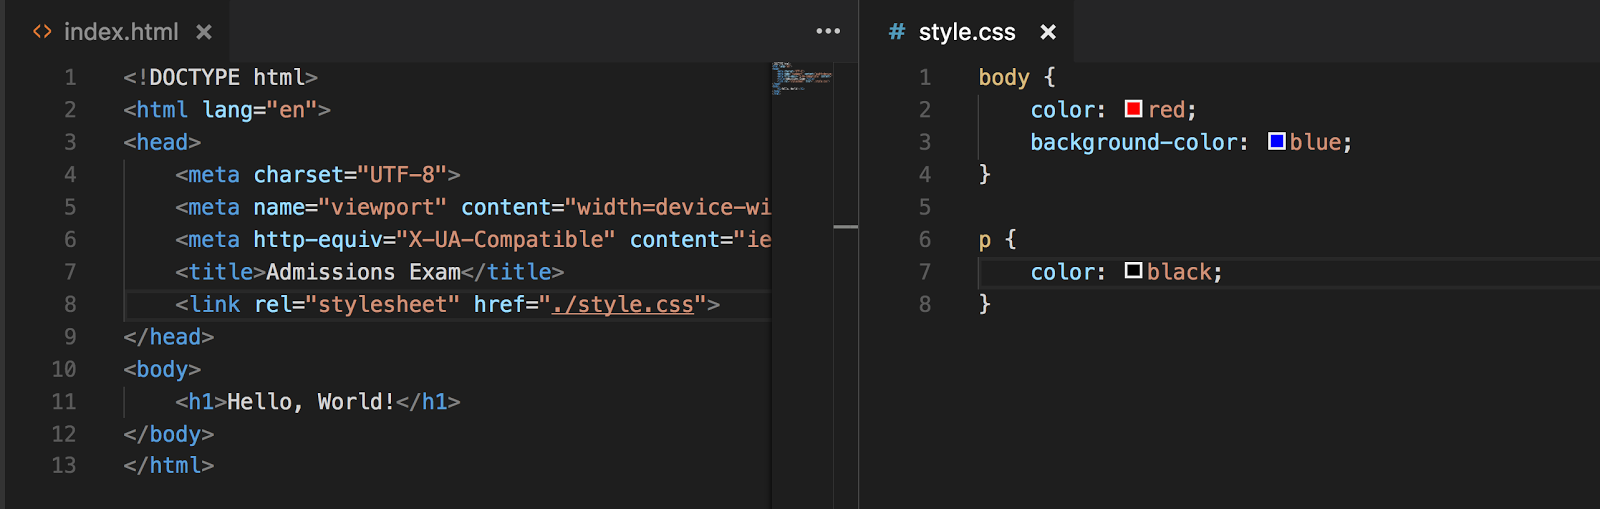 index.html
1 <!DOCTYPE html>
2 <html lang="en">
3 <head>
4 <meta charset="UTF-8">
5 <meta name="viewport" content="width=device-wi
6 <meta http-equiv="X-UA-Compatible" content="ie
7 <title>Admissions Exam</title>
8 <link rel="stylesheet" href="./style.css">
9 </head>
10 <body>
11 <h1>Hello, World!</h1>
12 </body>
13 </html>
# style.css
1 body {
2 color: red;
3 background-color: blue;
4 }
5
6 p {
7 color: black;
8 }